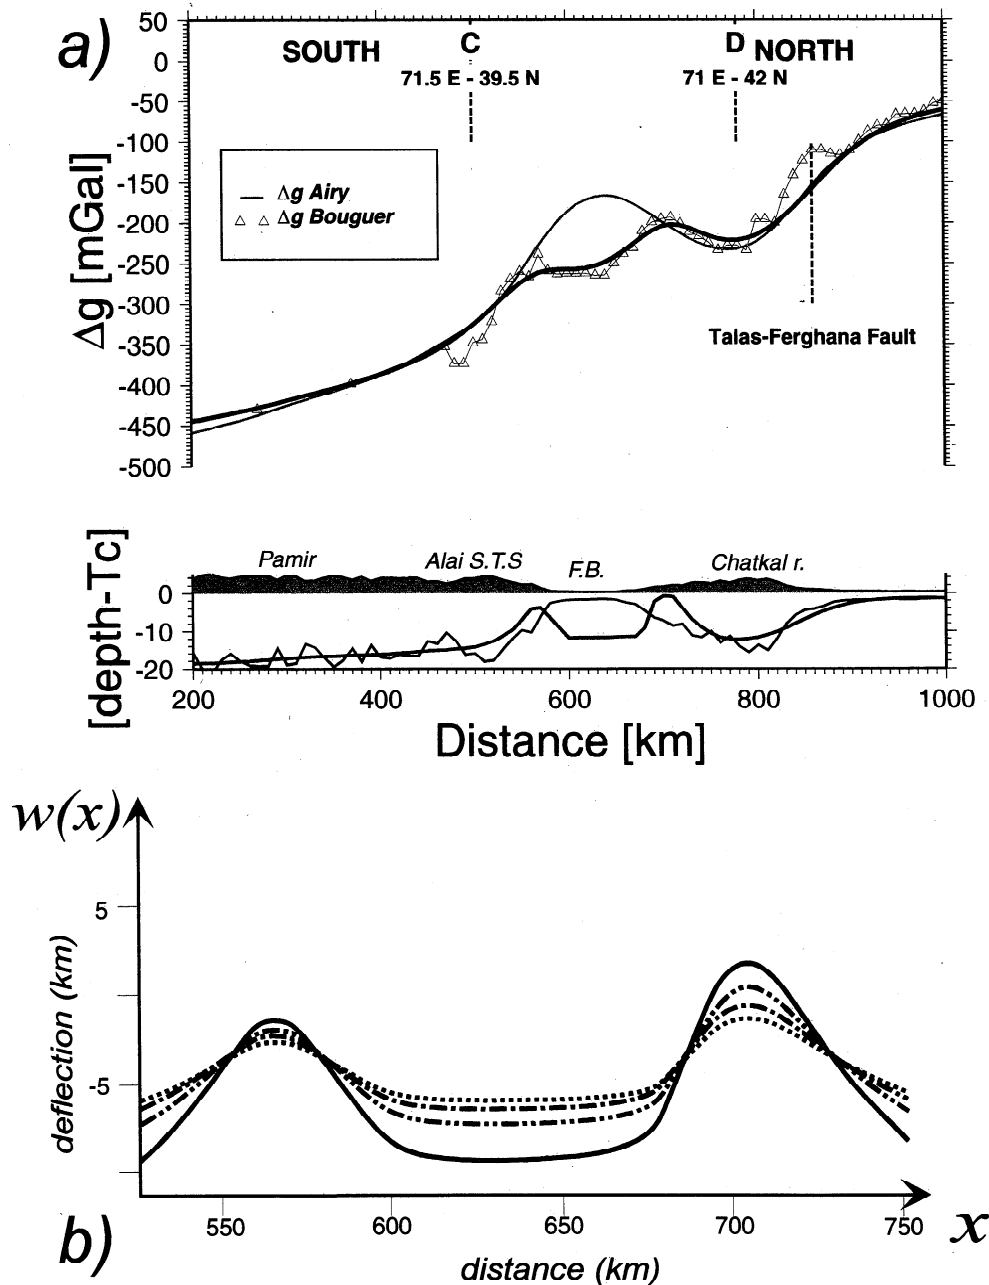 a)
50
0
-50
-100
-150
-200
-250
-300
-350
-400
-450
-500
Δg [mGal]
SOUTH
C
D
NORTH
71.5 E - 39.5 N
71 E - 42 N
Δg Airy
Δg Bouguer
Talas-Ferghana Fault
[depth-Tc]
Pamir
Alai S.T.S
F.B.
Chatkal r.
0
-10
-20
200 400 600 800 1000
Distance [km]
w(x)
5
-5
deflection (km)
550 600 650 700 750
x
b)
distance (km)